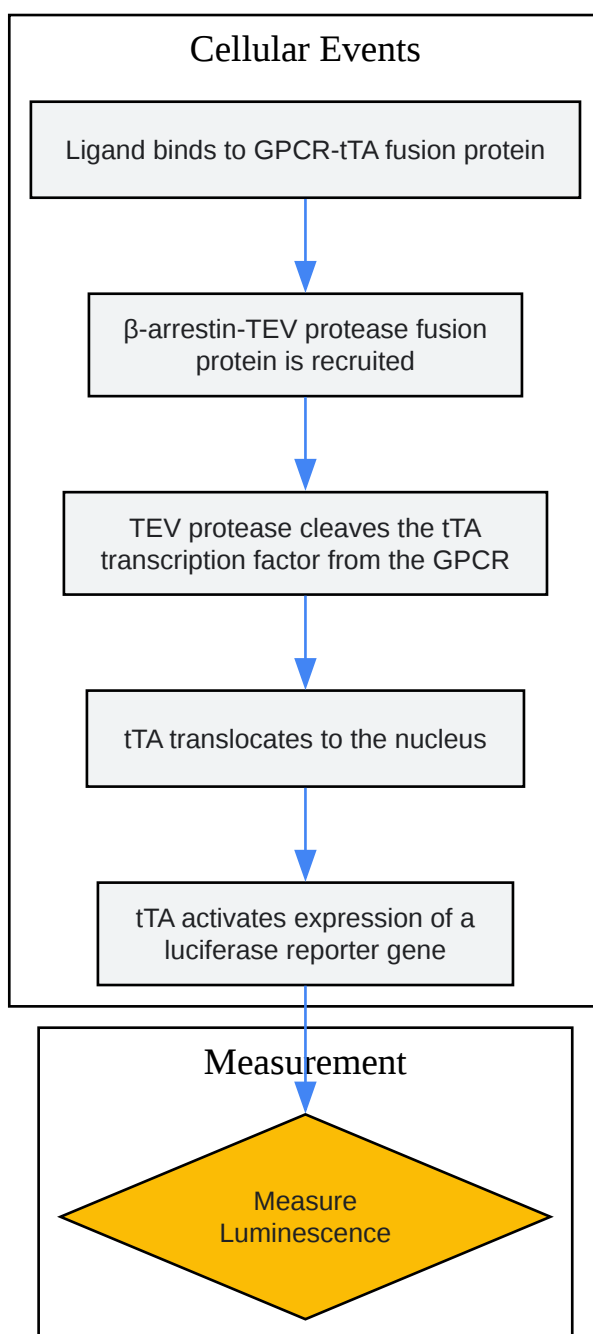 Cellular Events
Ligand binds to GPCR-tTA fusion protein
β-arrestin-TEV protease fusion
protein is recruited
TEV protease cleaves the tTA
transcription factor from the GPCR
tTA translocates to the nucleus
tTA activates expression of a
luciferase reporter gene
Measurement
Measure
Luminescence